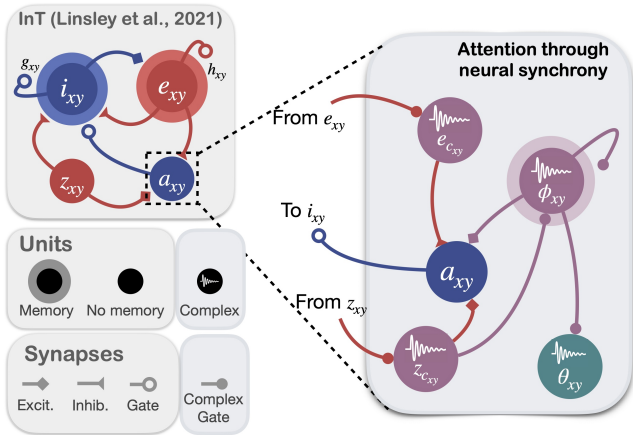 InT (Linsley et al., 2021)
g_xy
i_xy
e_xy
h_xy
z_xy
a_xy
Units
Memory
No memory
Complex
Synapses
Excit.
Inhib.
Gate
Complex
Gate
Attention through
neural synchrony
From e_xy
e_c_xy
ϕ_xy
To i_xy
a_xy
From z_xy
z_c_xy
θ_xy